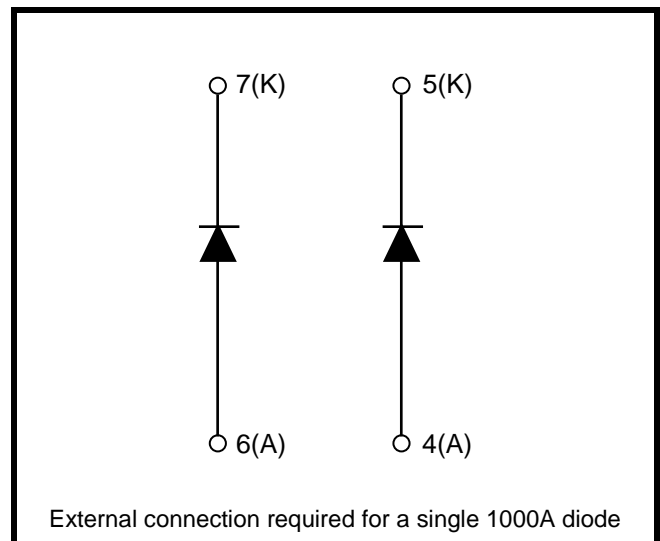 7(K) 5(K)
6(A) 4(A)
External connection required for a single 1000A diode